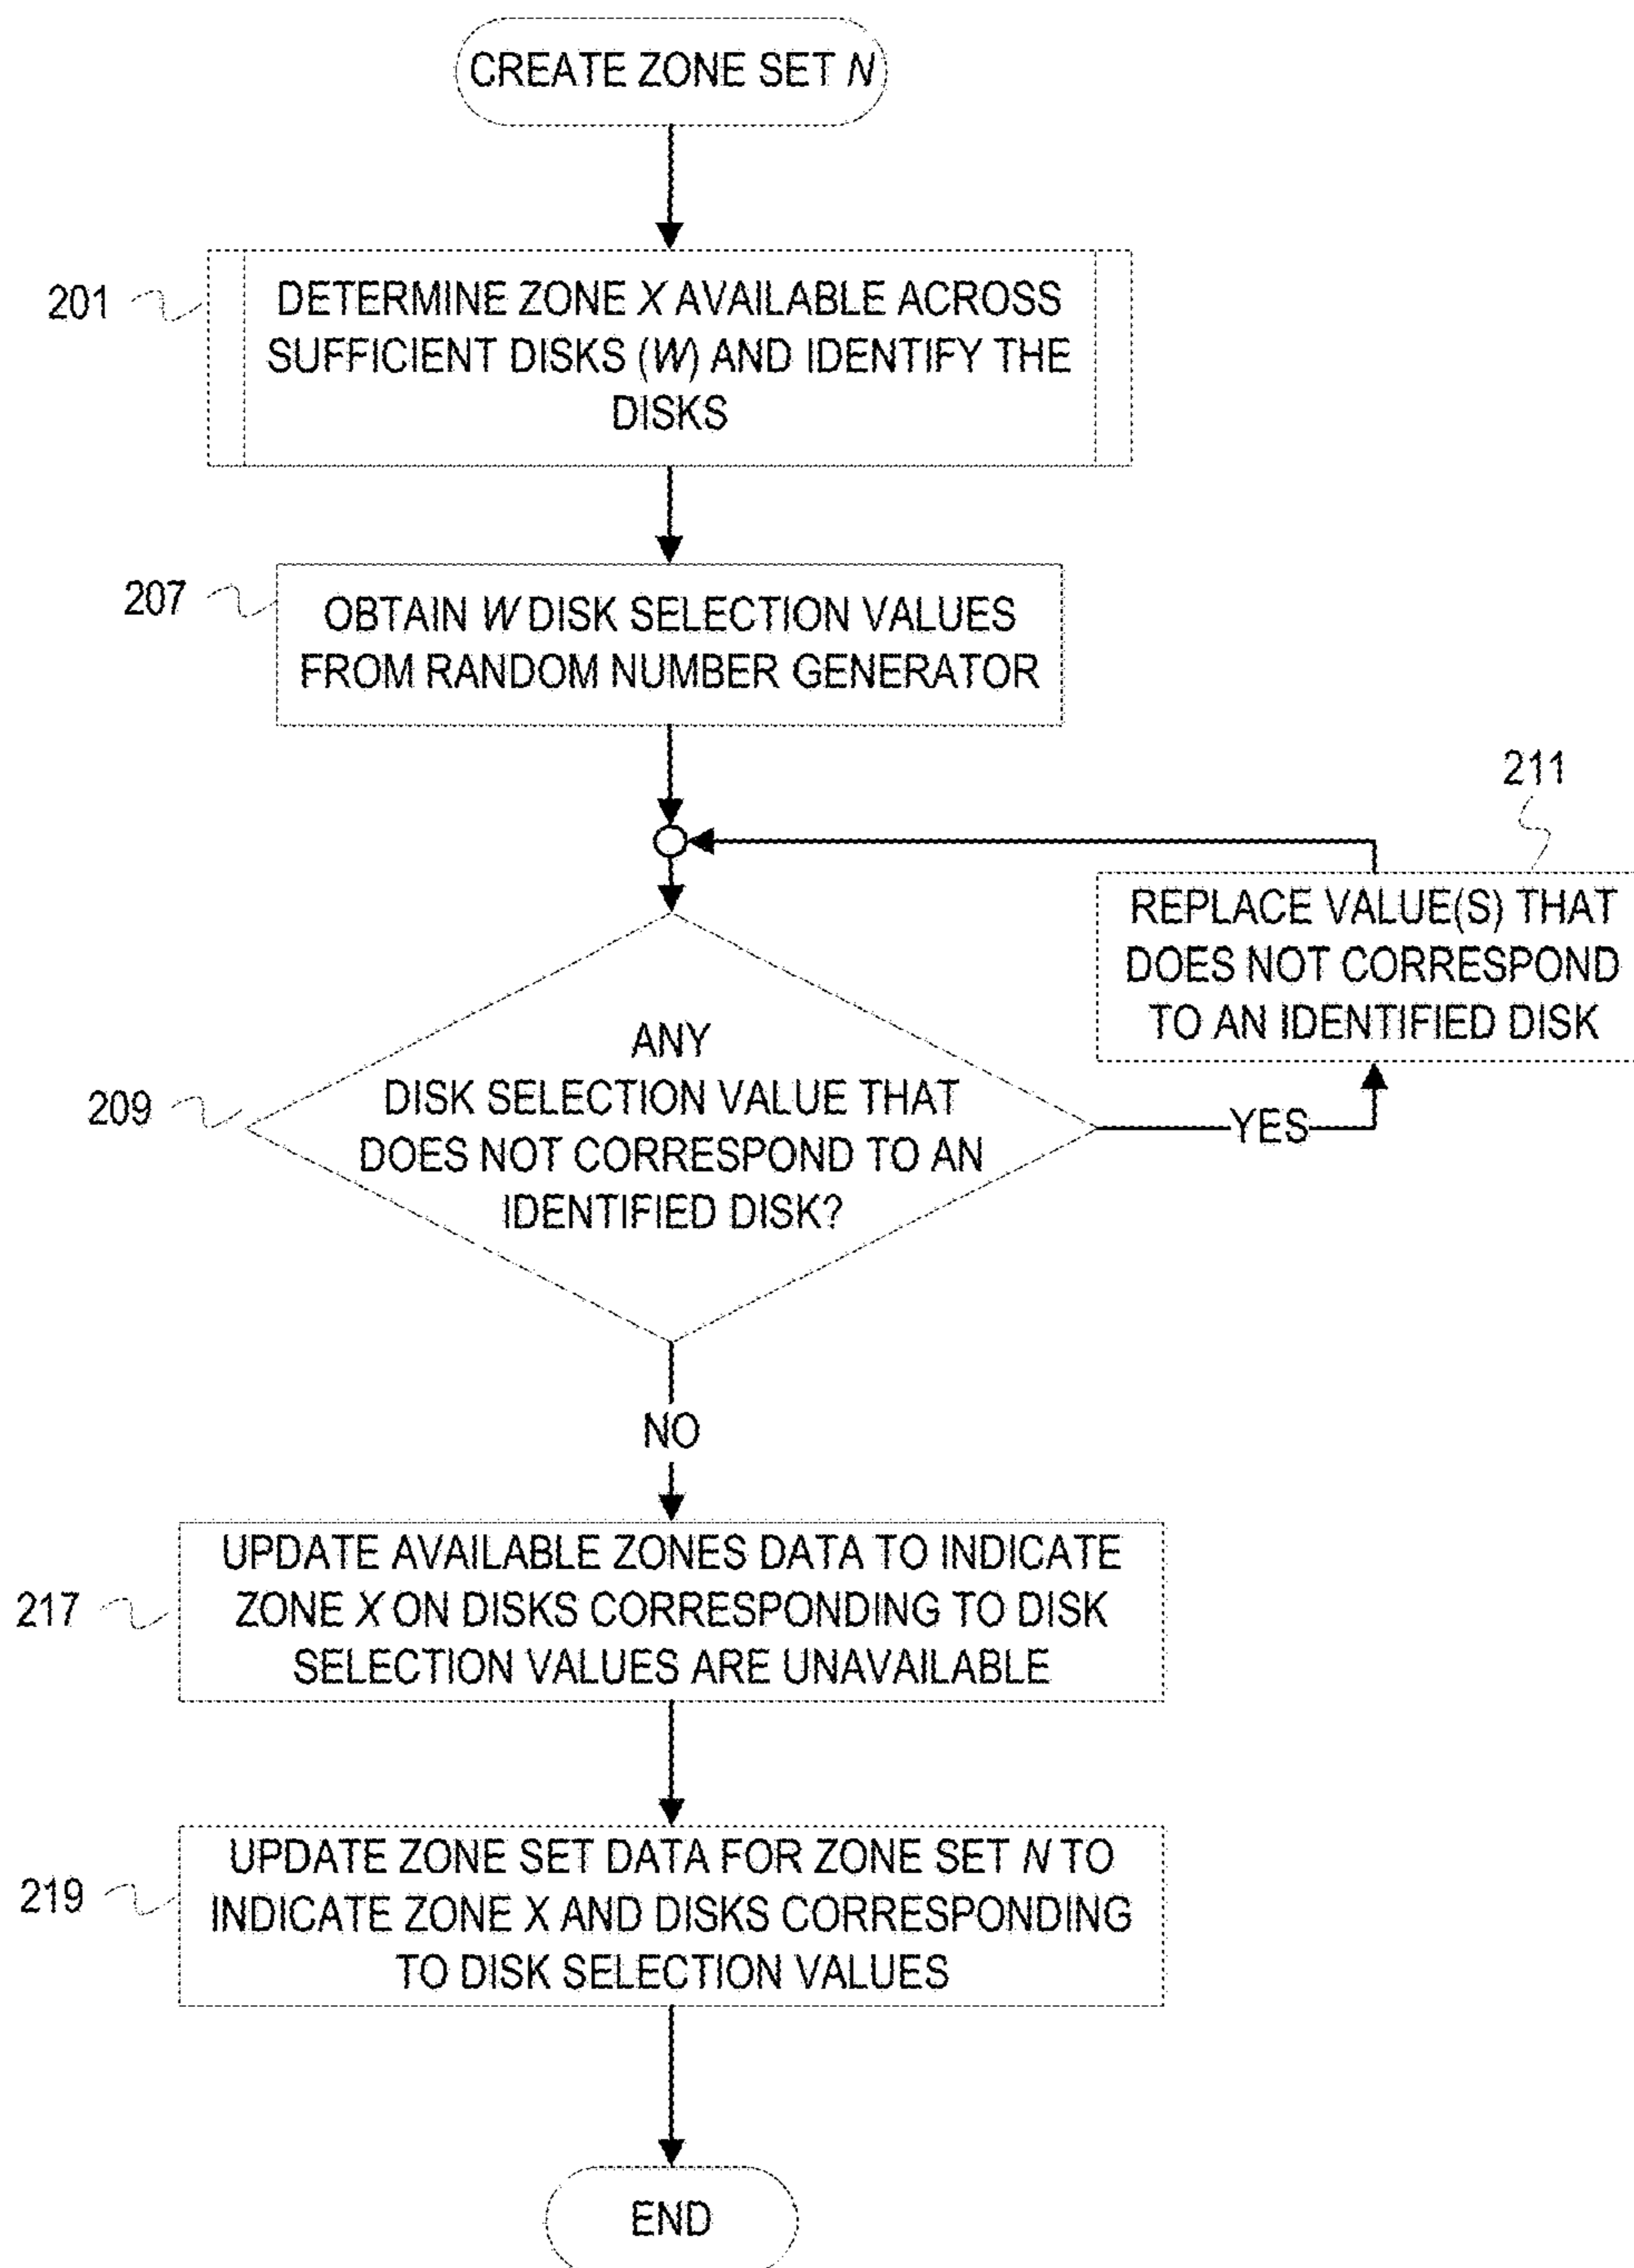 CREATE ZONE SET N
201
DETERMINE ZONE X AVAILABLE ACROSS
SUFFICIENT DISKS (W) AND IDENTIFY THE
DISKS
207
OBTAIN W DISK SELECTION VALUES
FROM RANDOM NUMBER GENERATOR
211
REPLACE VALUE(S) THAT
DOES NOT CORRESPOND
TO AN IDENTIFIED DISK
209
ANY
DISK SELECTION VALUE THAT
DOES NOT CORRESPOND TO AN
IDENTIFIED DISK?
YES
NO
217
UPDATE AVAILABLE ZONES DATA TO INDICATE
ZONE X ON DISKS CORRESPONDING TO DISK
SELECTION VALUES ARE UNAVAILABLE
219
UPDATE ZONE SET DATA FOR ZONE SET N TO
INDICATE ZONE X AND DISKS CORRESPONDING
TO DISK SELECTION VALUES
END